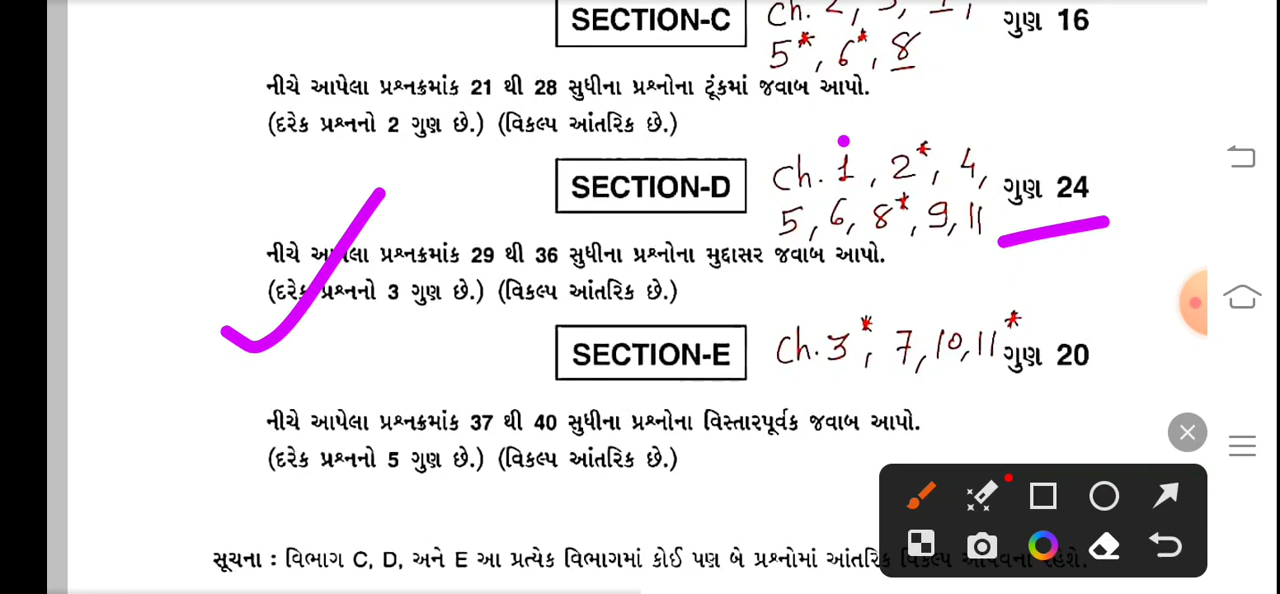 SECTION-C Ch. 2, 3, 1, ગુણ 16
5*, 6*, 8
નીચે આપેલા પ્રશ્નક્રમાંક 21 થી 28 સુધીના પ્રશ્નોના ટૂંકમાં જવાબ આપો.
(દરેક પ્રશ્નનો 2 ગુણ છે.) (વિકલ્પ આંતરિક છે.)
SECTION-D Ch. 1, 2*, 4, ગુણ 24
5, 6, 8*, 9, 11
નીચે આપેલા પ્રશ્નક્રમાંક 29 થી 36 સુધીના પ્રશ્નોના મુદ્દાસર જવાબ આપો.
(દરેક પ્રશ્નનો 3 ગુણ છે.) (વિકલ્પ આંતરિક છે.)
SECTION-E Ch. 3*, 7, 10, 11* ગુણ 20
નીચે આપેલા પ્રશ્નક્રમાંક 37 થી 40 સુધીના પ્રશ્નોના વિસ્તારપૂર્વક જવાબ આપો.
(દરેક પ્રશ્નનો 5 ગુણ છે.) (વિકલ્પ આંતરિક છે.)
સૂચના : વિભાગ C, D, અને E આ પ્રત્યેક વિભાગમાં કોઈ પણ બે પ્રશ્નોમાં આંતરિક વિકલ્પ આપવાના રહેશે.